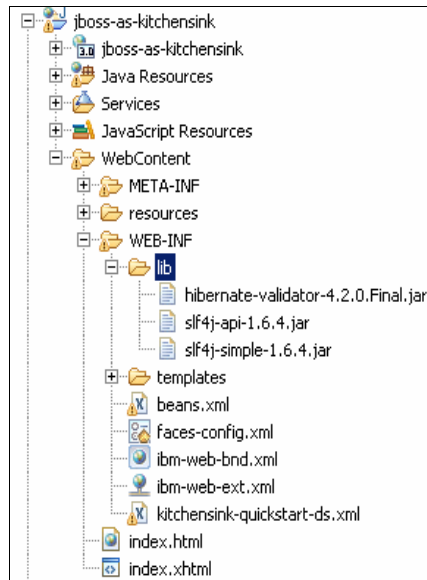 jboss-as-kitchensink
3.0 jboss-as-kitchensink
Java Resources
Services
JavaScript Resources
WebContent
META-INF
resources
WEB-INF
lib
hibernate-validator-4.2.0.Final.jar
slf4j-api-1.6.4.jar
slf4j-simple-1.6.4.jar
templates
beans.xml
faces-config.xml
ibm-web-bnd.xml
ibm-web-ext.xml
kitchensink-quickstart-ds.xml
index.html
index.xhtml